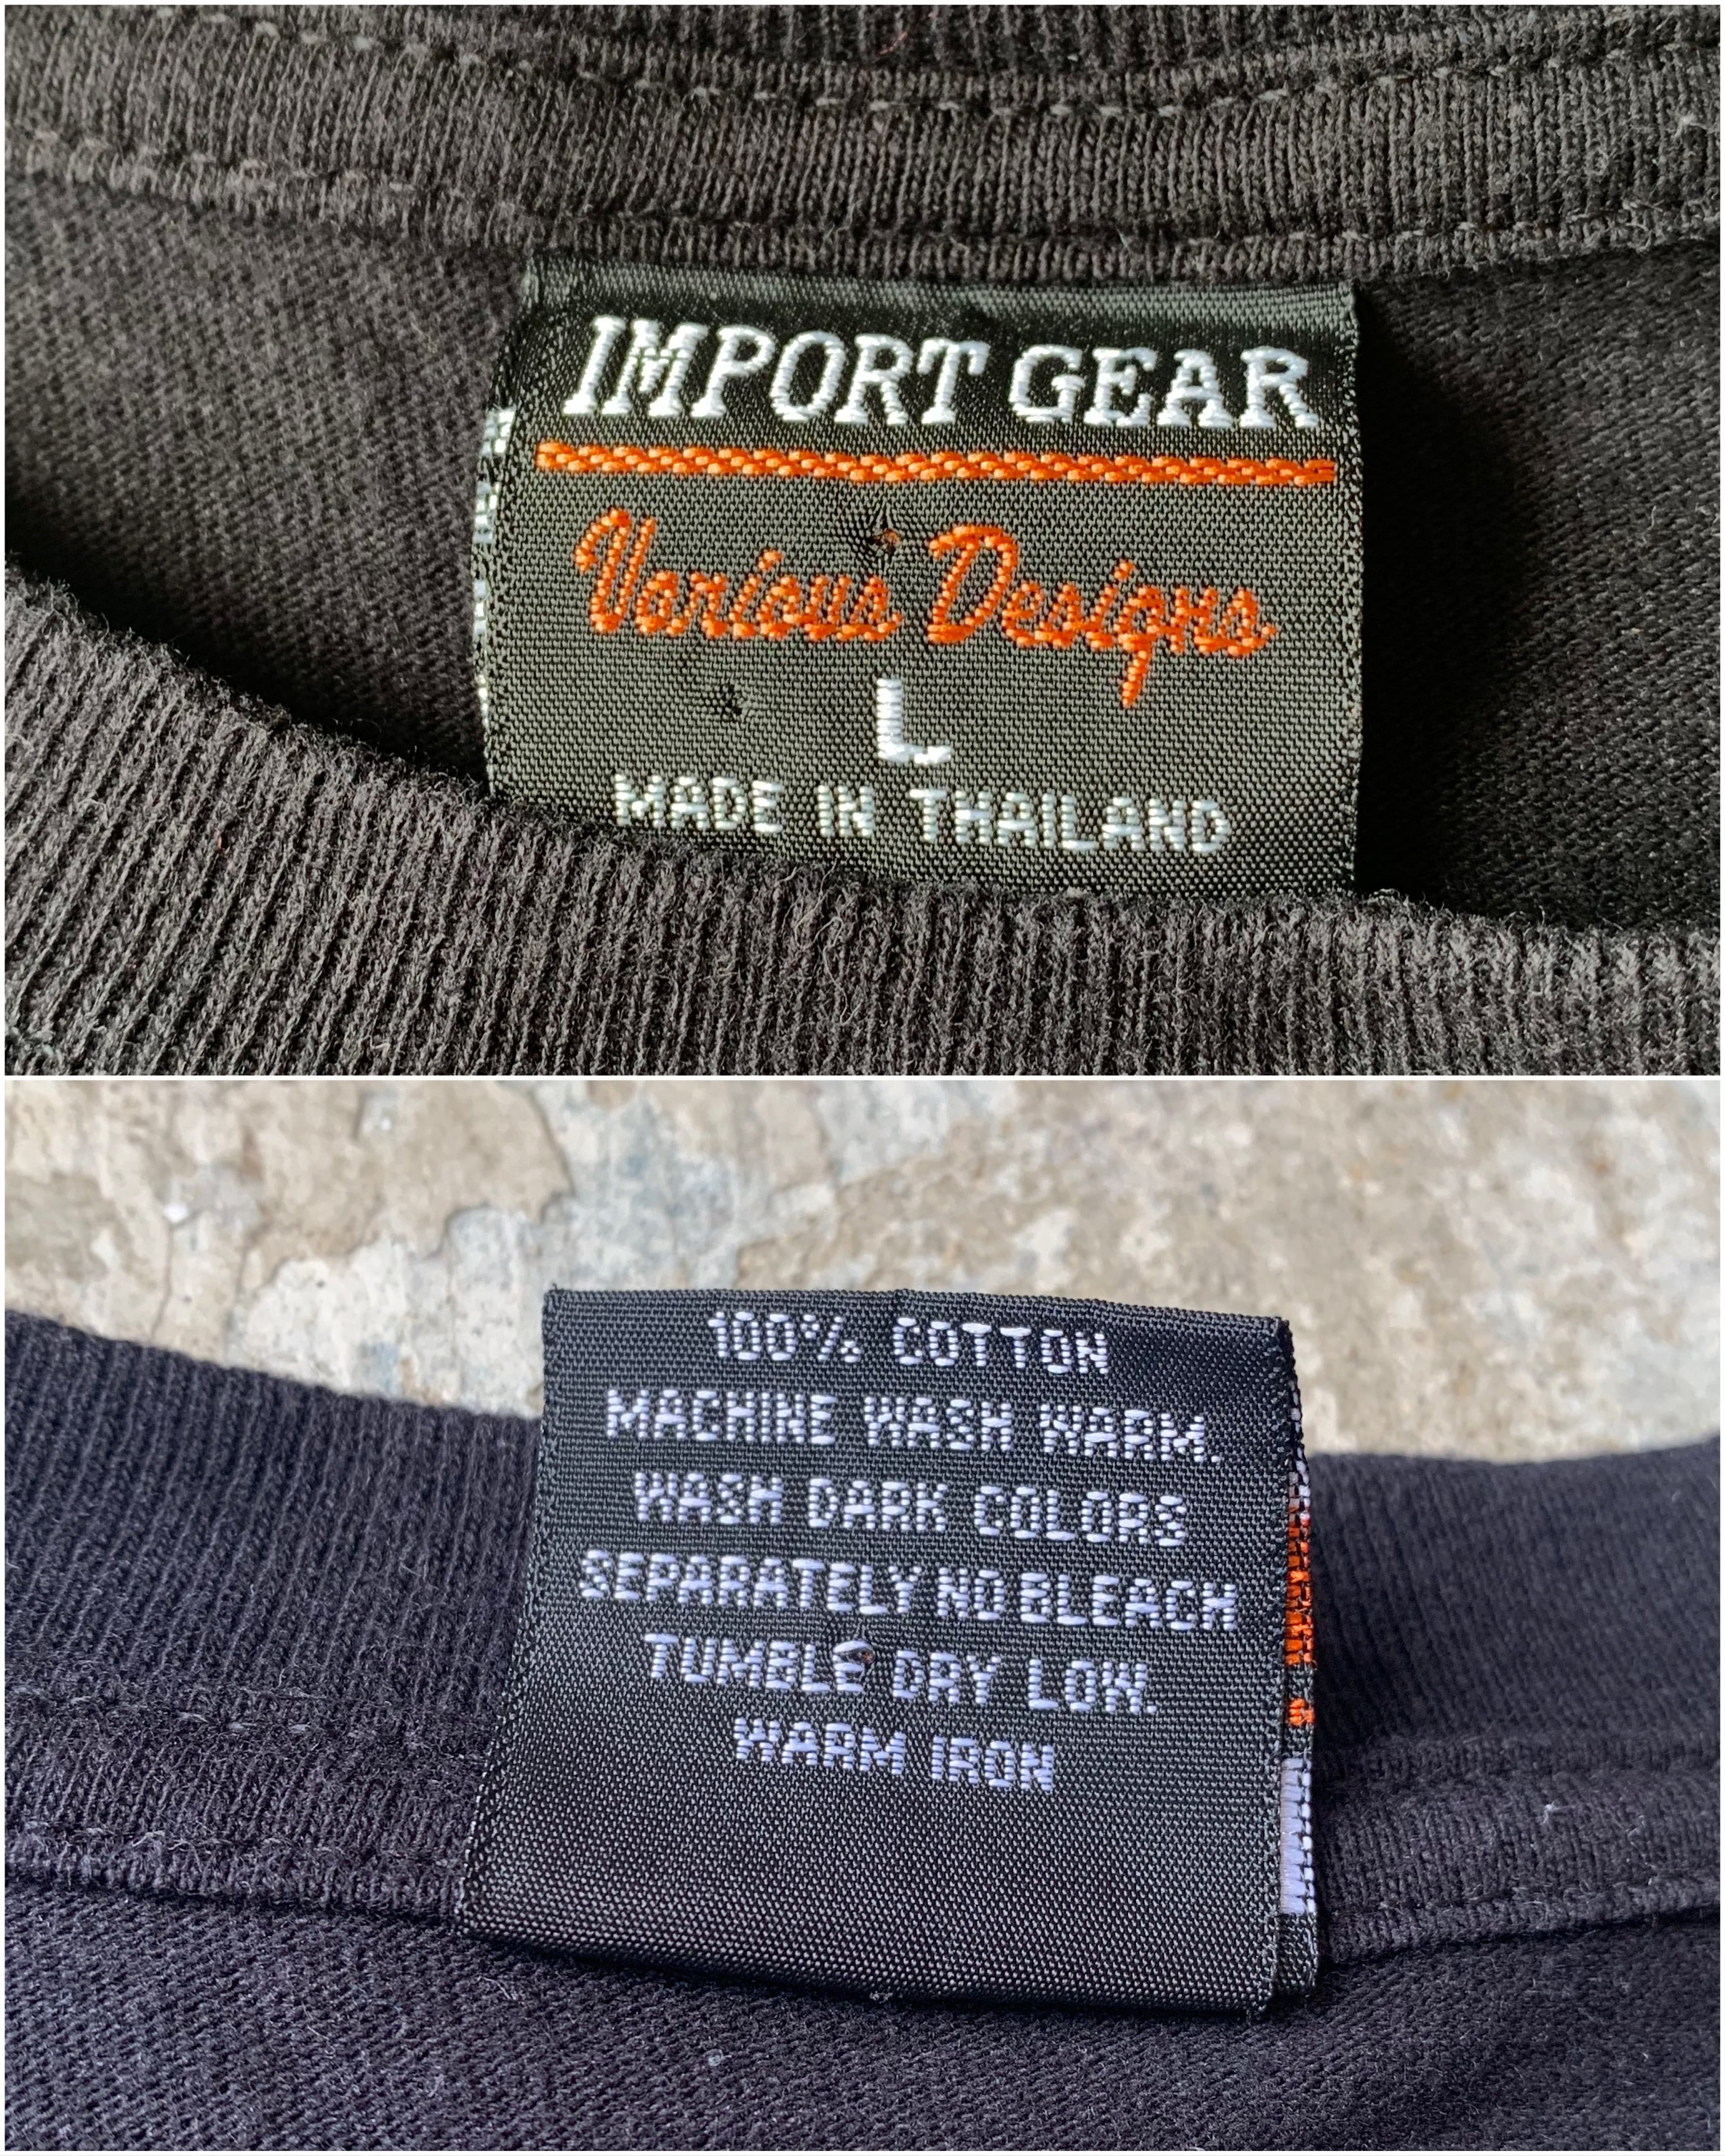 IMPORT GEAR
Various Designs
L
MADE IN THAILAND
100% COTTON
MACHINE WASH WARM.
WASH DARK COLORS
SEPARATELY NO BLEACH
TUMBLE DRY LOW.
WARM IRON